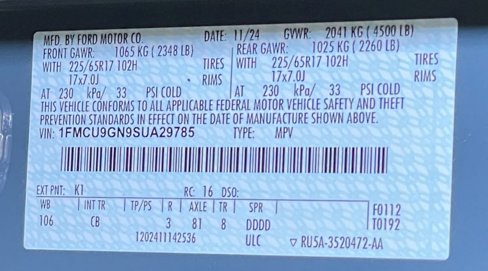 MFD. BY FORD MOTOR CO. DATE: 11/24 GVWR: 2041 KG ( 4500 LB)
FRONT GAWR: 1065 KG ( 2348 LB) REAR GAWR: 1025 KG ( 2260 LB)
WITH 225/65R17 102H TIRES WITH 225/65R17 102H TIRES
17x7.0J RIMS 17x7.0J RIMS
AT 230 kPa/ 33 PSI COLD AT 230 kPa/ 33 PSI COLD
THIS VEHICLE CONFORMS TO ALL APPLICABLE FEDERAL MOTOR VEHICLE SAFETY AND THEFT
PREVENTION STANDARDS IN EFFECT ON THE DATE OF MANUFACTURE SHOWN ABOVE.
VIN: 1FMCU9GN9SUA29785 TYPE: MPV
EXT PNT: K1 RC: 16 DSO:
WB INT TR TP/PS R AXLE TR SPR F0112
106 CB 3 81 8 DDDD T0192
1202411142536 ULC ▼ RU5A-3520472-AA